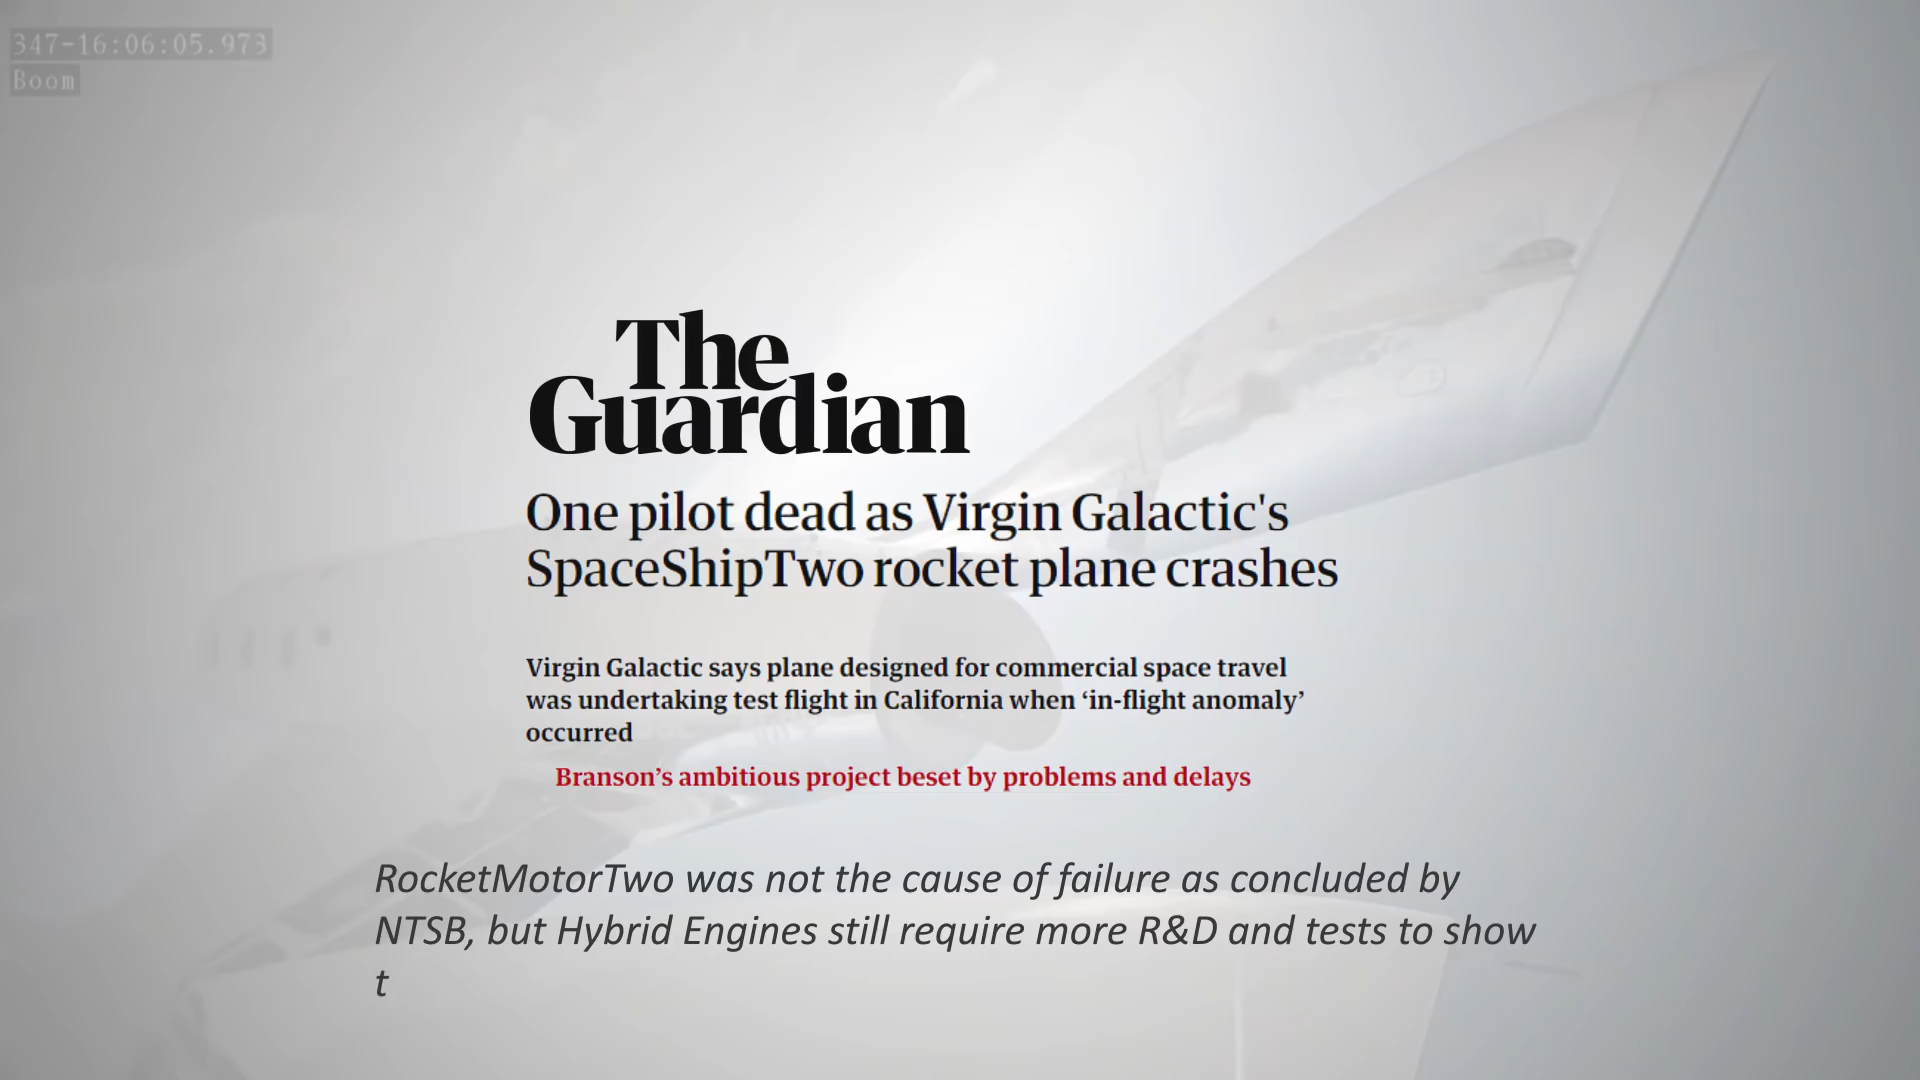 347-16:06:05.973
Boom
The
Guardian
One pilot dead as Virgin Galactic's
SpaceShipTwo rocket plane crashes
Virgin Galactic says plane designed for commercial space travel
was undertaking test flight in California when ‘in-flight anomaly’
occurred
Branson’s ambitious project beset by problems and delays
RocketMotorTwo was not the cause of failure as concluded by
NTSB, but Hybrid Engines still require more R&D and tests to show
t